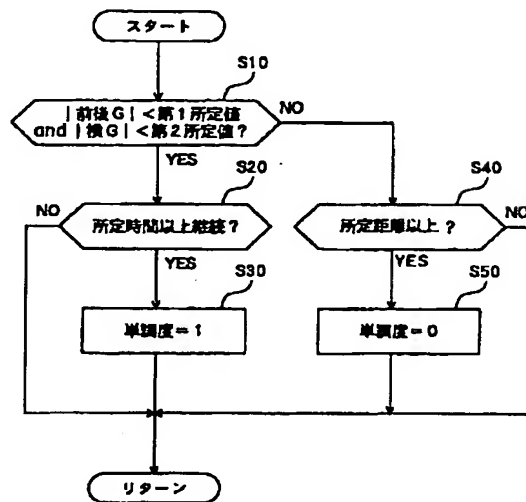 スタート
S10
|前後G|<第1所定値
and|横G|<第2所定値?
NO
YES
S20
S40
NO
所定時間以上継続?
所定距離以上?
NO
YES
YES
S30
S50
単調度=1
単調度=0
リターン